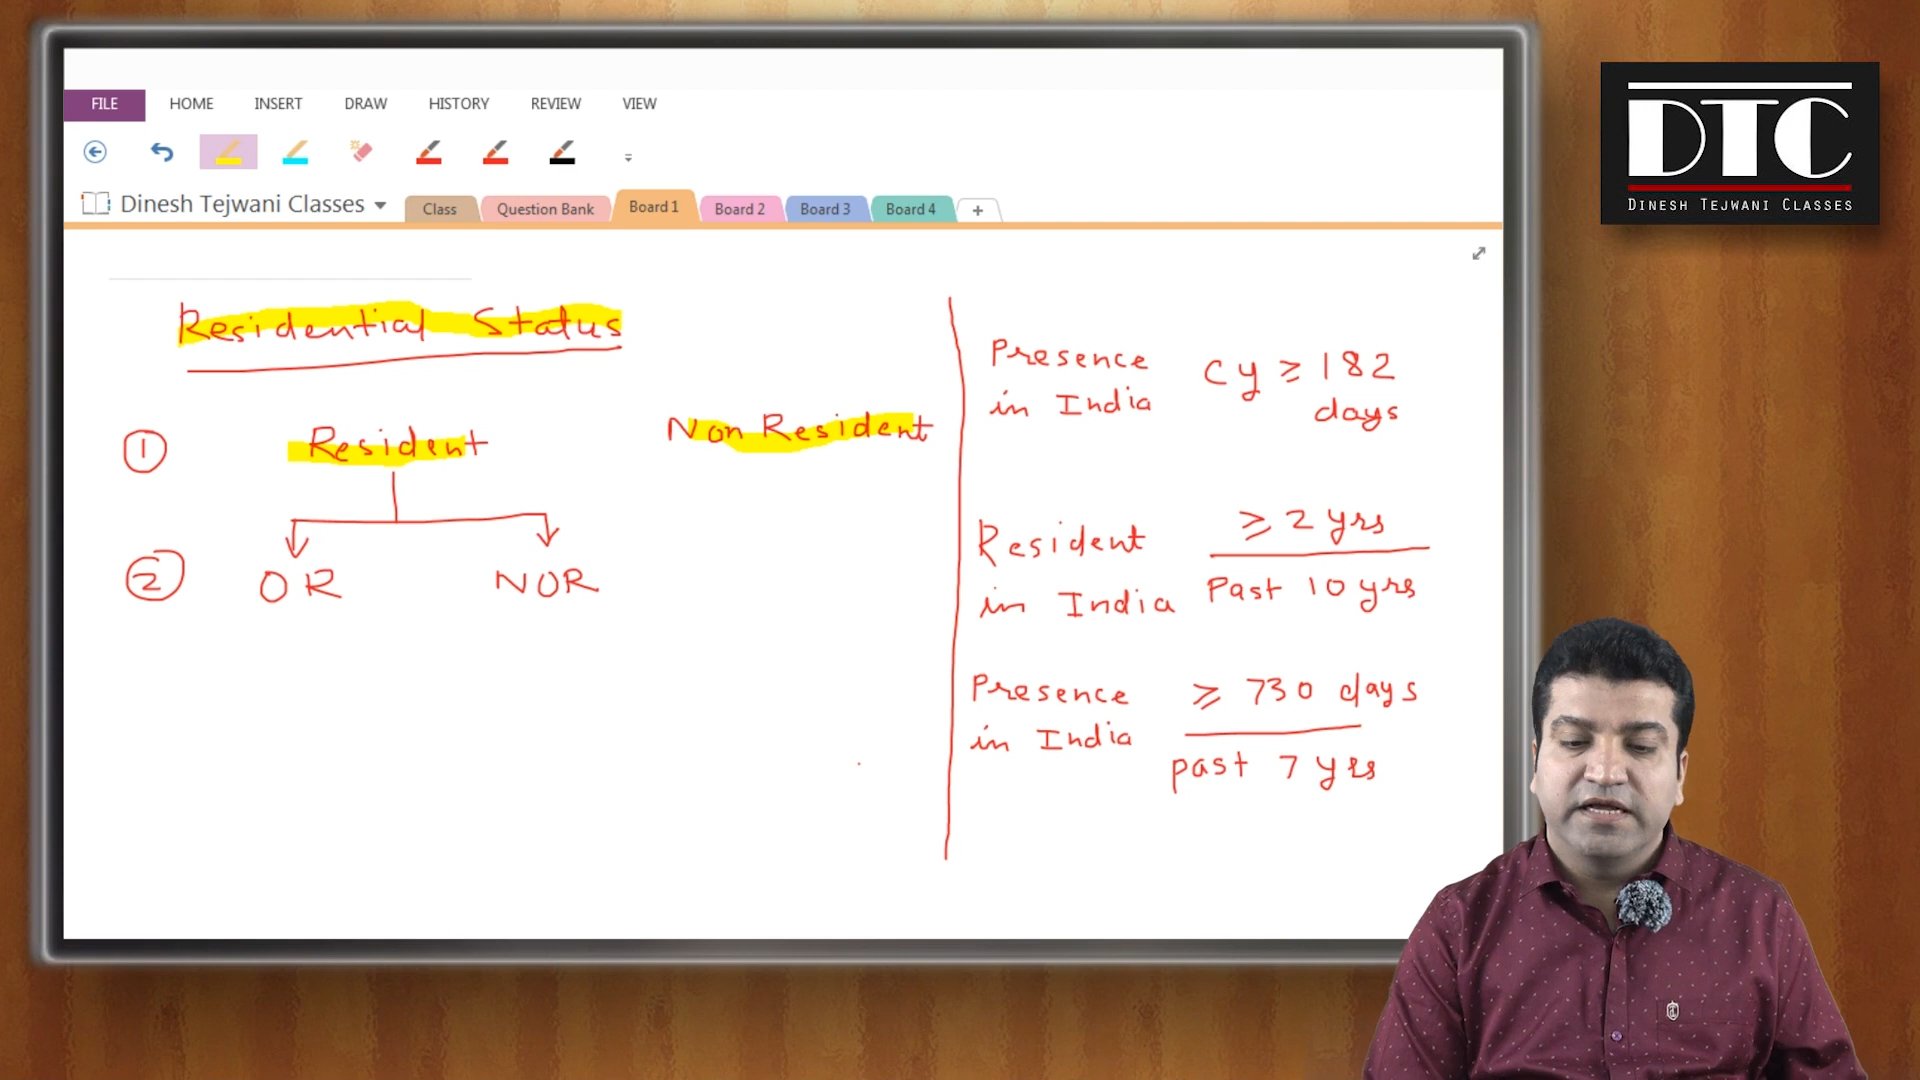 FILE HOME INSERT DRAW HISTORY REVIEW VIEW
Dinesh Tejwani Classes Class Question Bank Board 1 Board 2 Board 3 Board 4 +
Residential Status
① Resident Non Resident
② OR NOR
Presence
in India
CY ≥ 182
days
Resident
in India
≥ 2 yrs
Past 10 yrs
Presence
in India
≥ 730 days
past 7 yrs
DTC
DINESH TEJWANI CLASSES